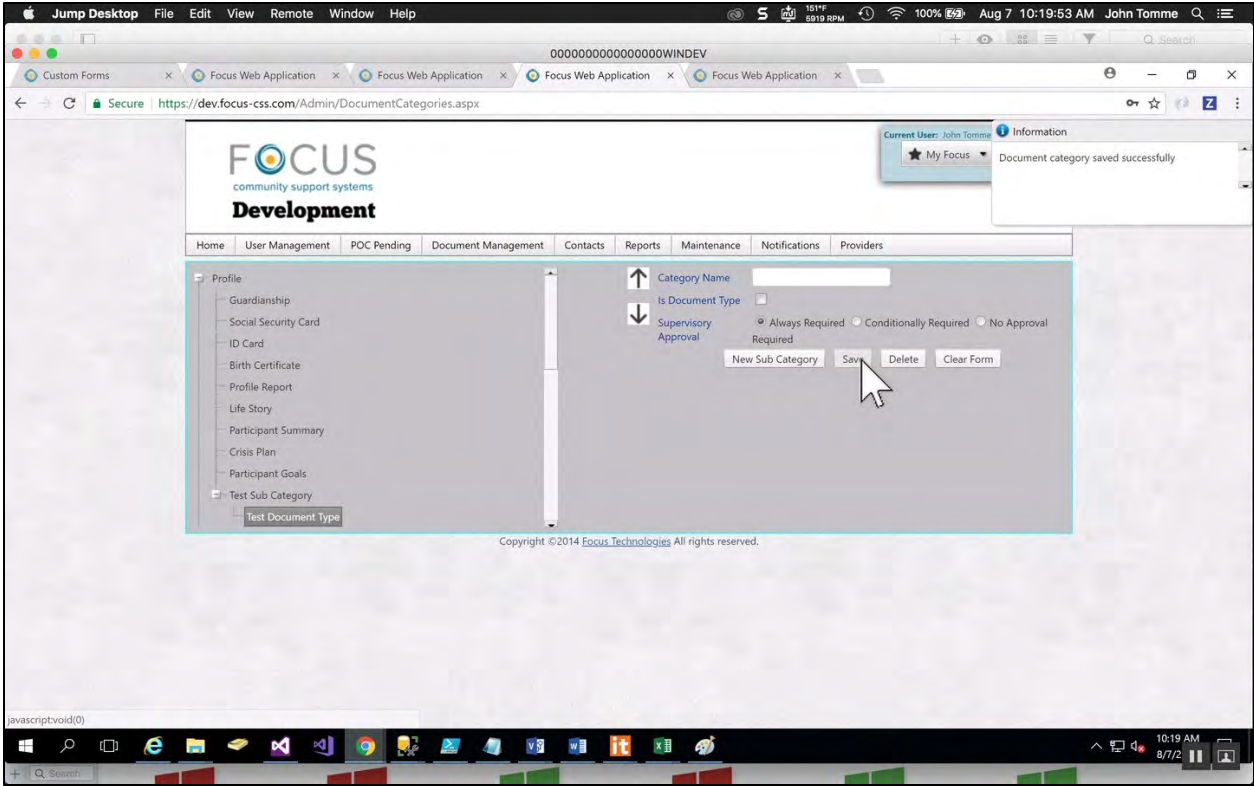 Jump Desktop File Edit View Remote Window Help 151°F 5919 RPM 100% Aug 7 10:19:53 AM John Tomme
Search
0000000000000000WINDEV
Custom Forms × Focus Web Application × Focus Web Application × Focus Web Application × Focus Web Application ×
Secure https://dev.focus-css.com/Admin/DocumentCategories.aspx
Current User: John Tomme
Information
My Focus
Document category saved successfully
FOCUS
community support systems
Development
Home User Management POC Pending Document Management Contacts Reports Maintenance Notifications Providers
Profile
Guardianship
Social Security Card
ID Card
Birth Certificate
Profile Report
Life Story
Participant Summary
Crisis Plan
Participant Goals
Test Sub Category
Test Document Type
Category Name
Is Document Type
Supervisory Approval
Always Required Conditionally Required No Approval Required
New Sub Category Save Delete Clear Form
Copyright ©2014 Focus Technologies All rights reserved.
javascript:void(0)
10:19 AM
8/7/2
Search